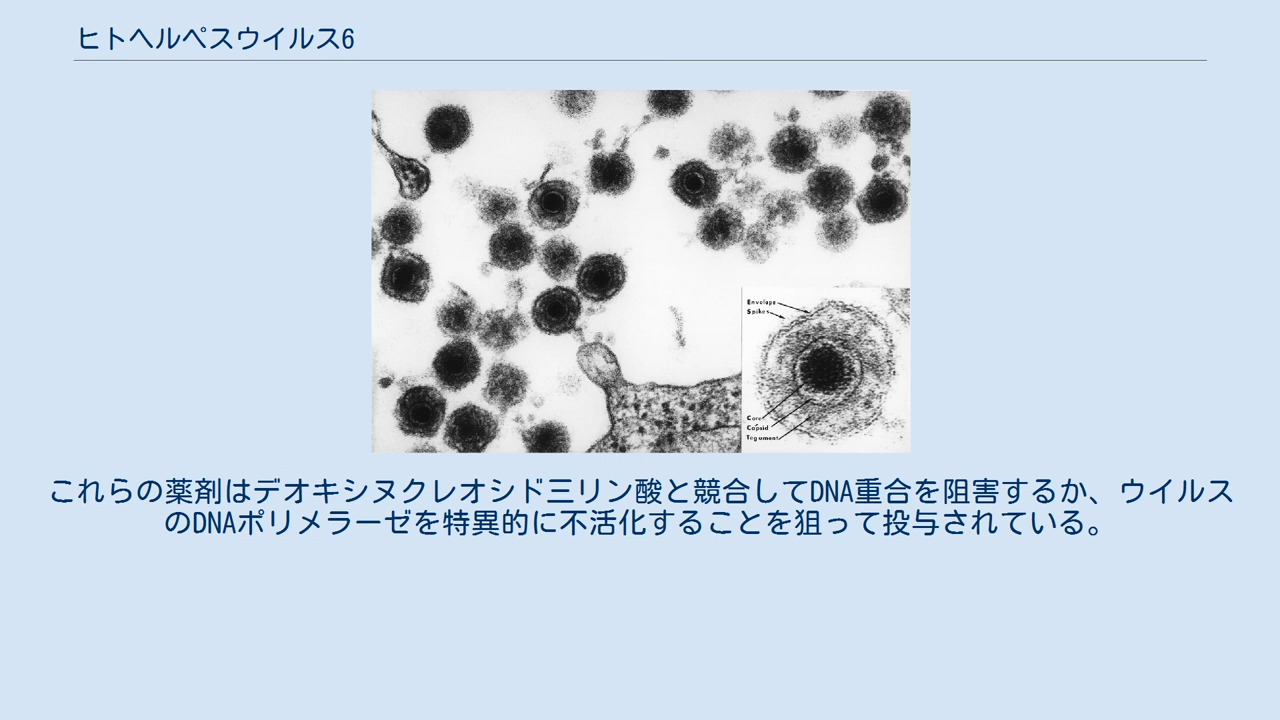 ヒトヘルペスウイルス6
Envelope
Spikes
Core
Capsid
Tegument
これらの薬剤はデオキシヌクレオシド三リン酸と競合してDNA重合を阻害するか、ウイルス
のDNAポリメラーゼを特異的に不活化することを狙って投与されている。